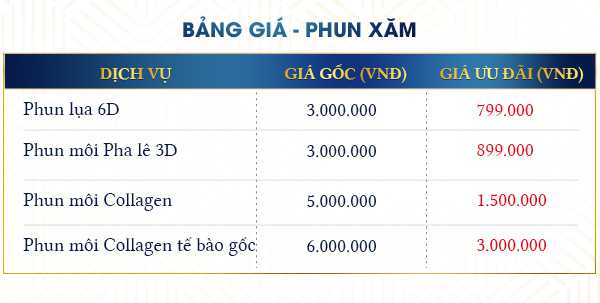 BẢNG GIÁ - PHUN XĂM
DỊCH VỤ GIÁ GỐC (VNĐ) GIÁ ƯU ĐÃI (VNĐ)
Phun lụa 6D 3.000.000 799.000
Phun môi Pha lê 3D 3.000.000 899.000
Phun môi Collagen 5.000.000 1.500.000
Phun môi Collagen tế bào gốc 6.000.000 3.000.000